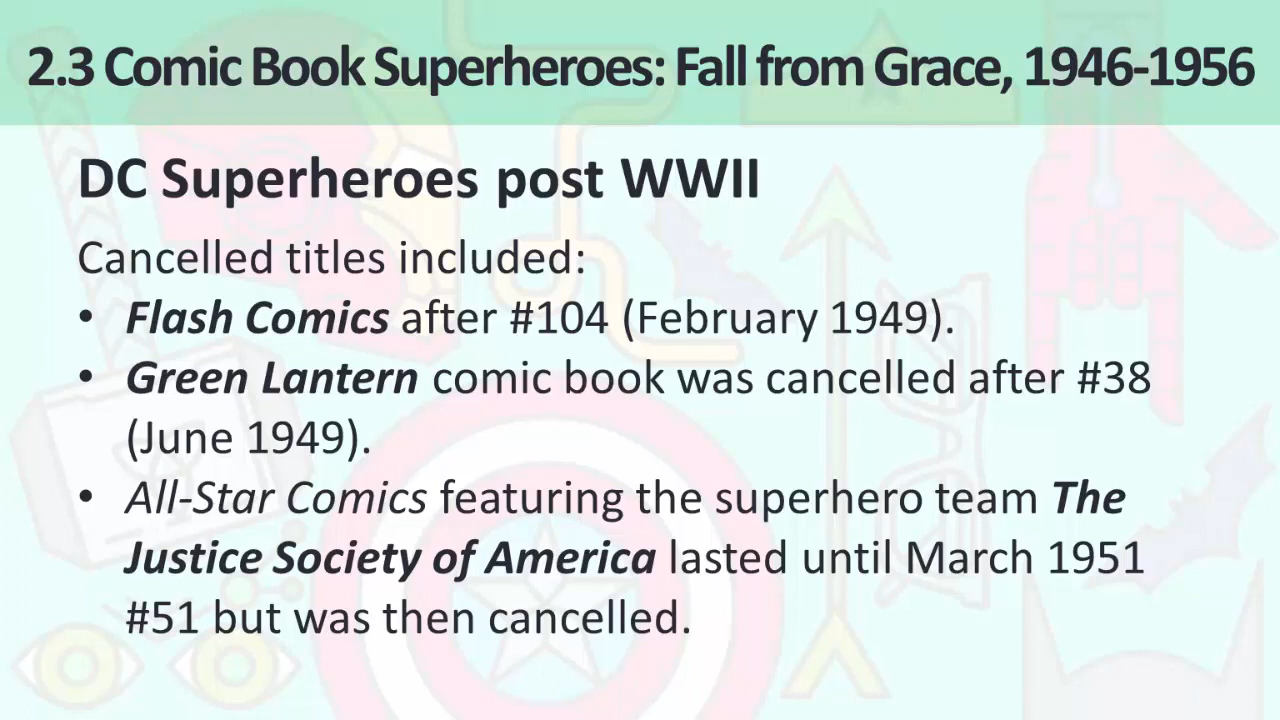 2.3 Comic Book Superheroes: Fall from Grace, 1946-1956
DC Superheroes post WWII
Cancelled titles included:
• Flash Comics after #104 (February 1949).
• Green Lantern comic book was cancelled after #38
(June 1949).
• All-Star Comics featuring the superhero team The
Justice Society of America lasted until March 1951
#51 but was then cancelled.